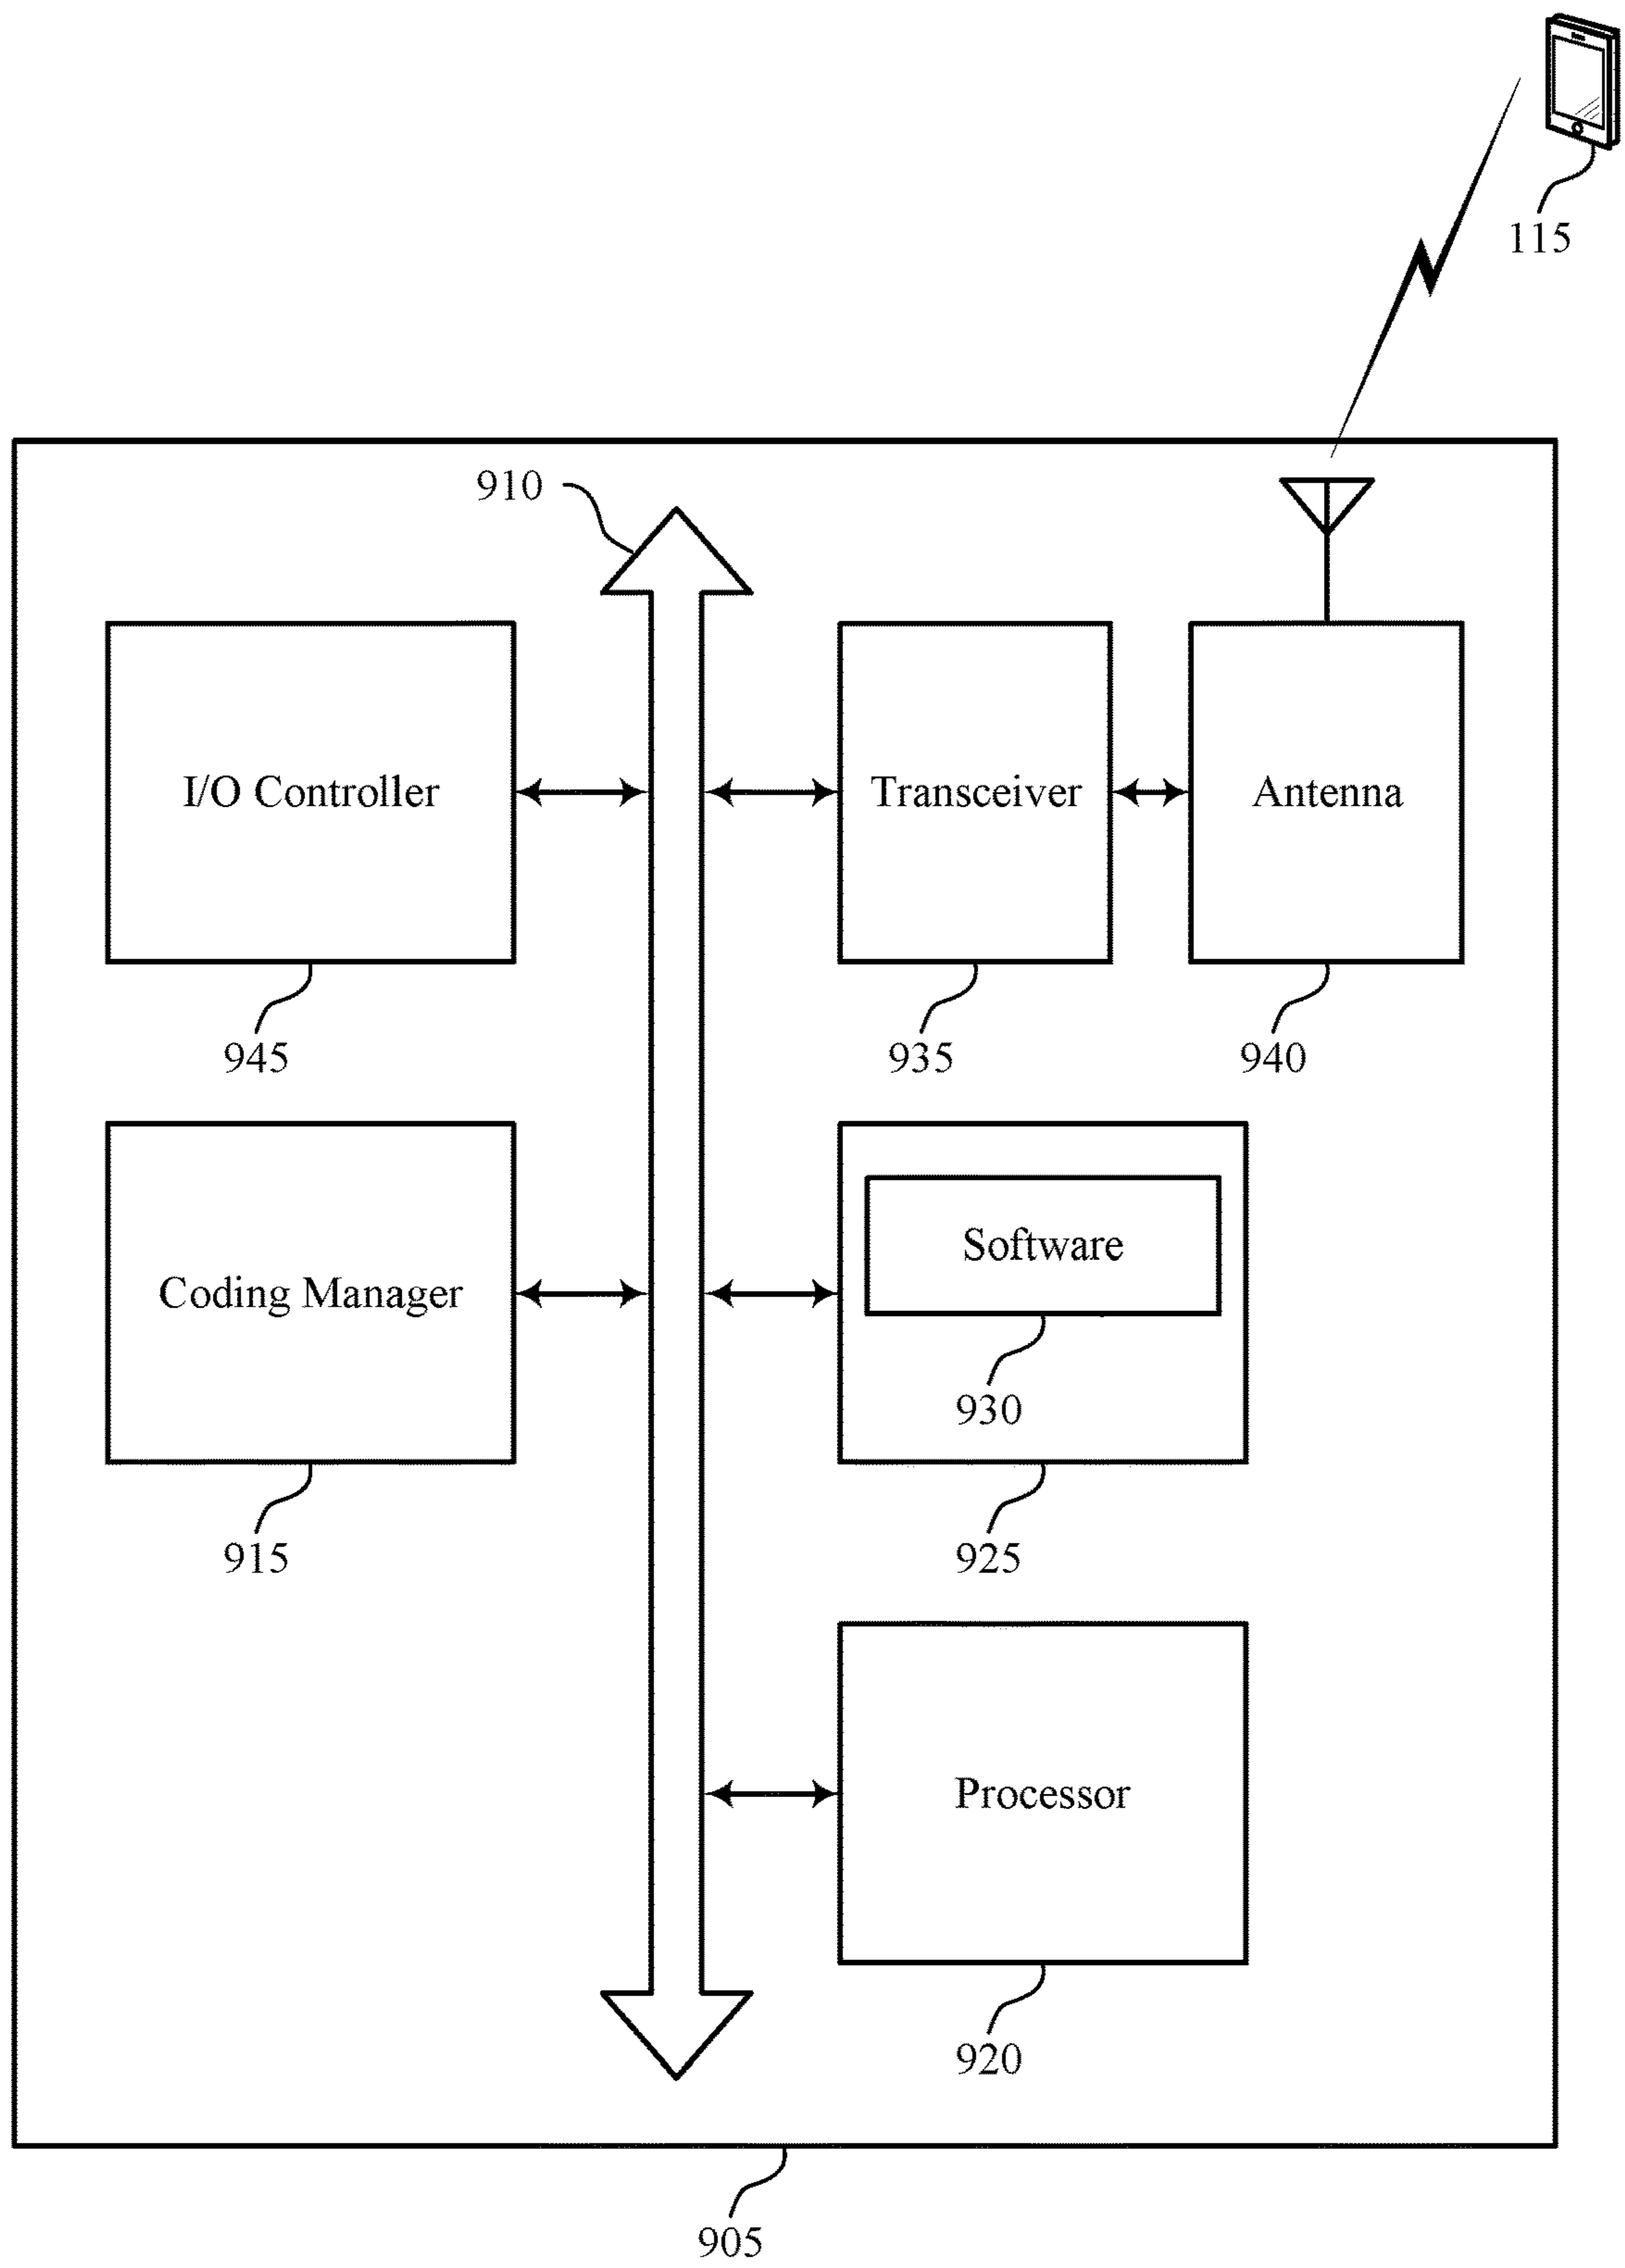 115
910
I/O Controller
Transceiver
Antenna
945
935
940
Coding Manager
Software
930
915
925
Processor
920
905